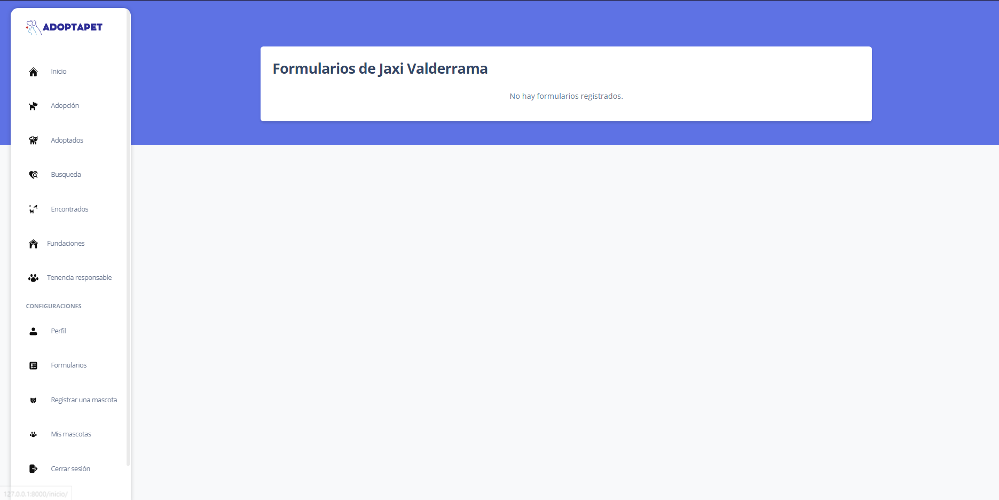 ADOPTAPET
Inicio
Adopción
Adoptados
Busqueda
Encontrados
Fundaciones
Tenencia responsable
CONFIGURACIONES
Perfil
Formularios
Registrar una mascota
Mis mascotas
Cerrar sesión
127.0.0.1:8000/inicio/
Formularios de Jaxi Valderrama
No hay formularios registrados.